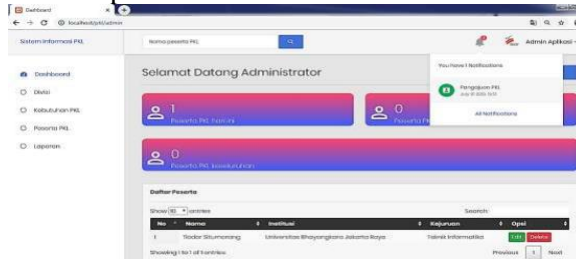 Dashboard
localhost/pkl/admin
Sistem Informasi PKL
Nama peserta PKL
Admin Aplikasi
You have 1 Notifications
Pengajuan PKL
All Notifications
Dashboard
Divisi
Kebutuhan PKL
Peserta PKL
Laporan
Selamat Datang Administrator
1
Peserta PKL hari ini
0
Peserta
0
Peserta PKL keseluruhan
Daftar Peserta
Show 10 entries
Search:
No Nama Institusi Kejuruan Opsi
1 Tiodor Situmorang Universitas Bhayangkara Jakarta Raya Teknik Informatika Edit Delete
Showing 1 to 1 of 1 entries
Previous 1 Next